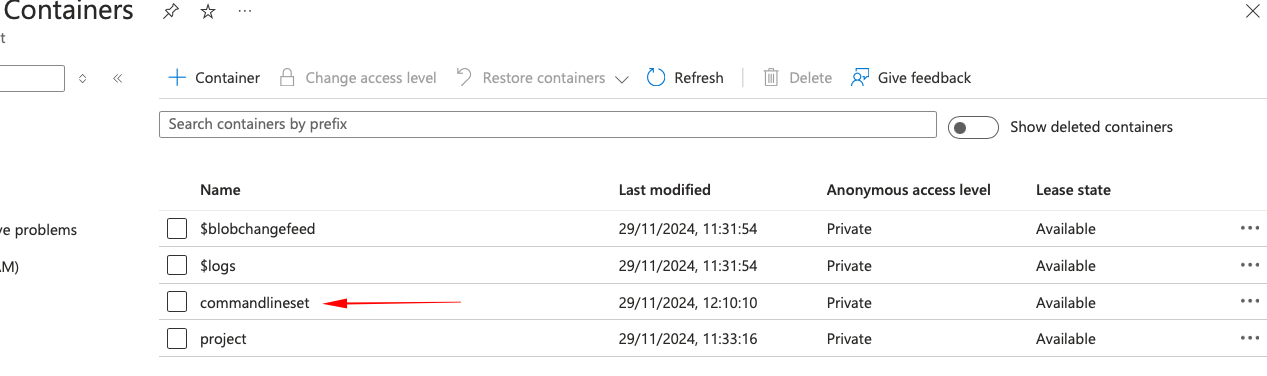 Containers
t
Container Change access level Restore containers Refresh Delete Give feedback
Search containers by prefix Show deleted containers
Name Last modified Anonymous access level Lease state
$blobchangefeed 29/11/2024, 11:31:54 Private Available
ve problems
$logs 29/11/2024, 11:31:54 Private Available
AM)
commandlineset 29/11/2024, 12:10:10 Private Available
project 29/11/2024, 11:33:16 Private Available